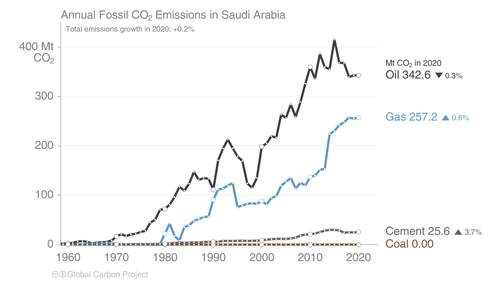 Annual Fossil CO₂ Emissions in Saudi Arabia
Total emissions growth in 2020: +0.2%
400 Mt
CO₂
300
200
100
0
1960
1970
1980
1990
2000
2010
2020
Mt CO₂ in 2020
Oil 342.6 ▼ 0.3%
Gas 257.2 ▲ 0.6%
Cement 25.6 ▲ 3.7%
Coal 0.00
Global Carbon Project